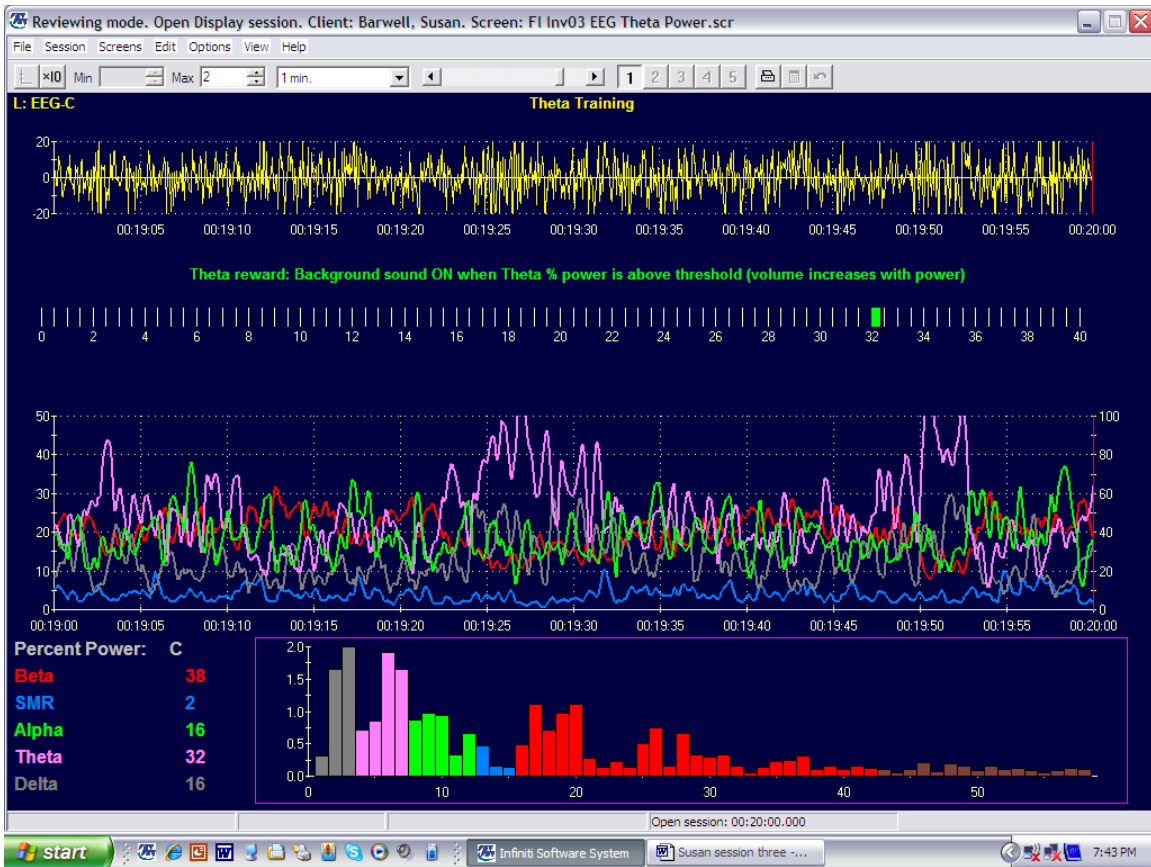 Reviewing mode. Open Display session. Client: Barwell, Susan. Screen: FI Inv03 EEG Theta Power.scr
File Session Screens Edit Options View Help
×10 Min Max 2 1 min. 1 2 3 4 5
L: EEG-C Theta Training
20
0
-20
00:19:05 00:19:10 00:19:15 00:19:20 00:19:25 00:19:30 00:19:35 00:19:40 00:19:45 00:19:50 00:19:55 00:20:00
Theta reward: Background sound ON when Theta % power is above threshold (volume increases with power)
0 2 4 6 8 10 12 14 16 18 20 22 24 26 28 30 32 34 36 38 40
50 100
40 80
30 60
20 40
10 20
0 0
00:19:00 00:19:05 00:19:10 00:19:15 00:19:20 00:19:25 00:19:30 00:19:35 00:19:40 00:19:45 00:19:50 00:19:55 00:20:00
Percent Power: C
Beta 38
SMR 2
Alpha 16
Theta 32
Delta 16
2.0
1.5
1.0
0.5
0.0
0 10 20 30 40 50
Open session: 00:20:00.000
start Infiniti Software System Susan session three -... 7:43 PM